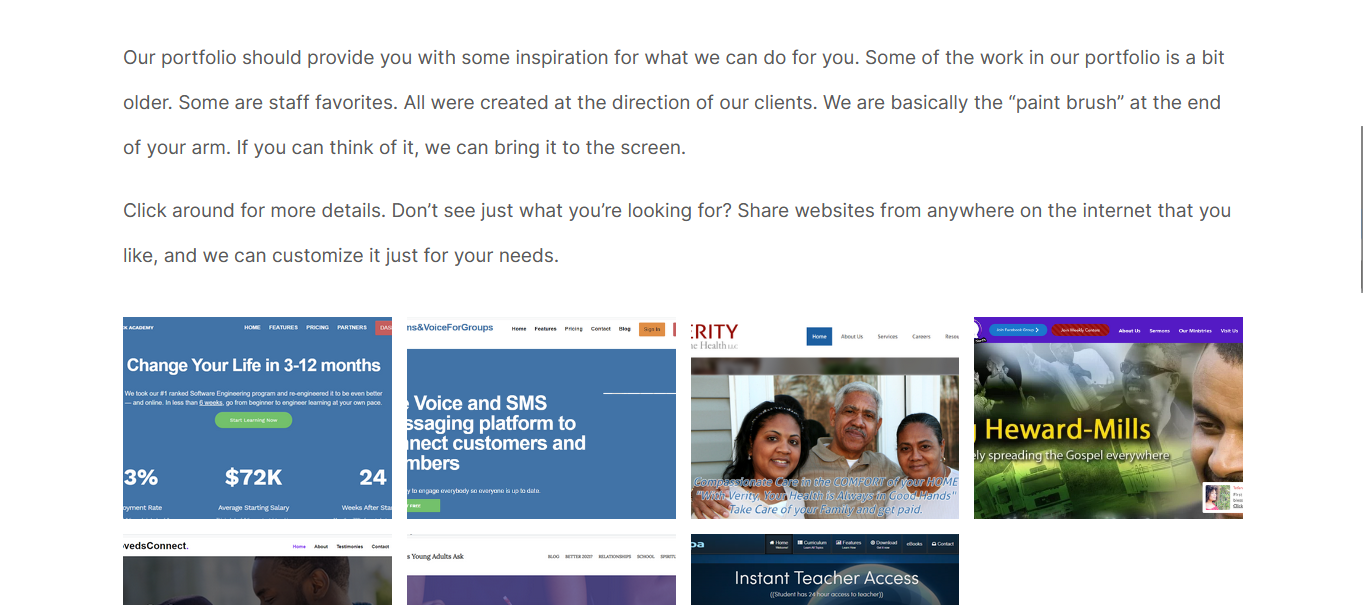 Our portfolio should provide you with some inspiration for what we can do for you. Some of the work in our portfolio is a bit
older. Some are staff favorites. All were created at the direction of our clients. We are basically the “paint brush” at the end
of your arm. If you can think of it, we can bring it to the screen.
Click around for more details. Don’t see just what you’re looking for? Share websites from anywhere on the internet that you
like, and we can customize it just for your needs.
ACADEMY HOME FEATURES PRICING PARTNERS DAS
Change Your Life in 3-12 months
We took our #1 ranked Software Engineering program and re-engineered it to be even better
— and online. In less than 6 weeks, go from beginner to engineer learning at your own pace.
Start Learning Now
3% $72K 24
oyment Rate Average Starting Salary Weeks After Star
ms&VoiceForGroups Home Features Pricing Contact Blog Sign In
Voice and SMS
ssaging platform to
nnect customers and
mbers
y to engage everybody so everyone is up to date.
FREE
ERITY
ne Health LLC
Home About Us Services Careers Resou
Compassionate Care in the COMFORT of your HOME
"With Verity, Your Health is Always in Good Hands"
Take Care of your Family and get paid.
Join Facebook Group Join Weekly Careers About Us Sermons Our Ministries Visit Us
Heward-Mills
ely spreading the Gospel everywhere
vedsConnect. Home About Testimonies Contact
s Young Adults Ask BLOG BETTER 2021? RELATIONSHIPS SCHOOL SPIRITU
oa Home Curriculum Features Download eBooks Contact
Instant Teacher Access
((Student has 24 hour access to teacher))